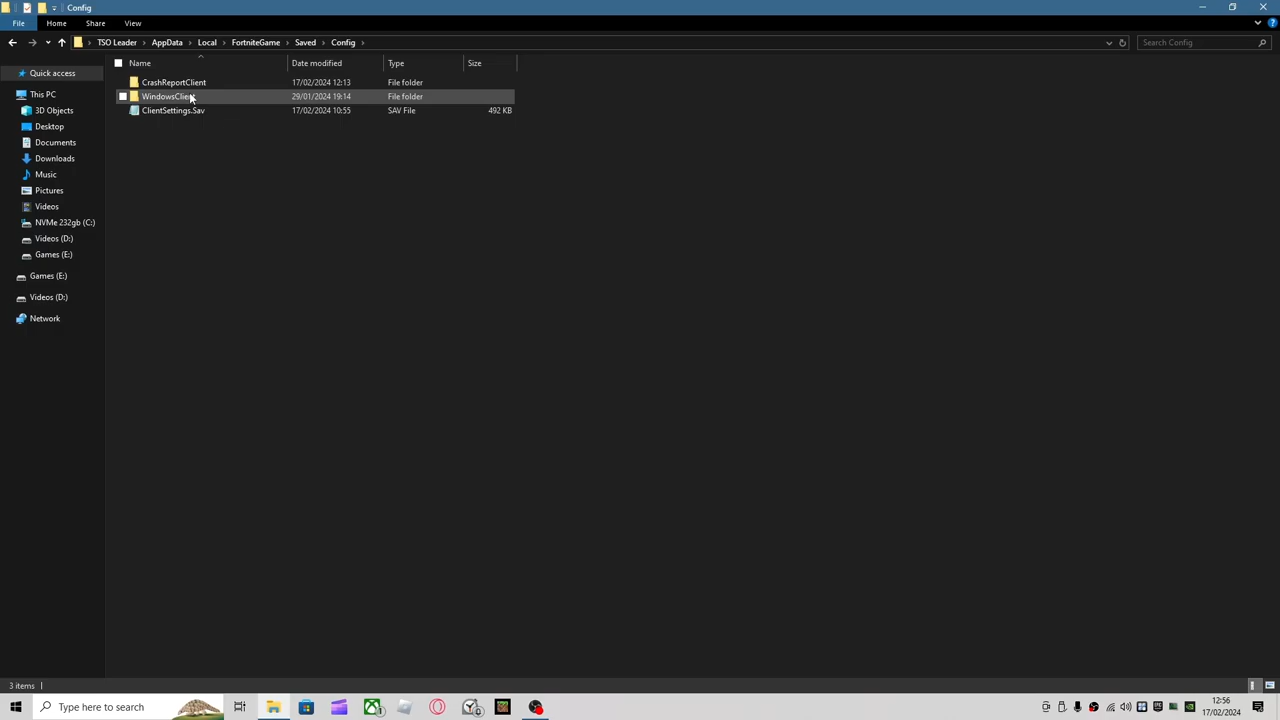 Config
File Home Share View
TSO Leader AppData Local FortniteGame Saved Config
Search Config
Name Date modified Type Size
CrashReportClient 17/02/2024 12:13 File folder
WindowsClient 29/01/2024 19:14 File folder
ClientSettings.Sav 17/02/2024 10:55 SAV File 492 KB
Quick access
This PC
3D Objects
Desktop
Documents
Downloads
Music
Pictures
Videos
NVMe 232gb (C:)
Videos (D:)
Games (E:)
Games (E:)
Videos (D:)
Network
3 items
Type here to search
12:56
17/02/2024